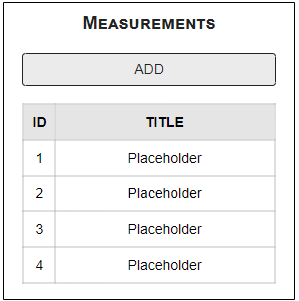 Measurements
ADD
ID TITLE
1 Placeholder
2 Placeholder
3 Placeholder
4 Placeholder